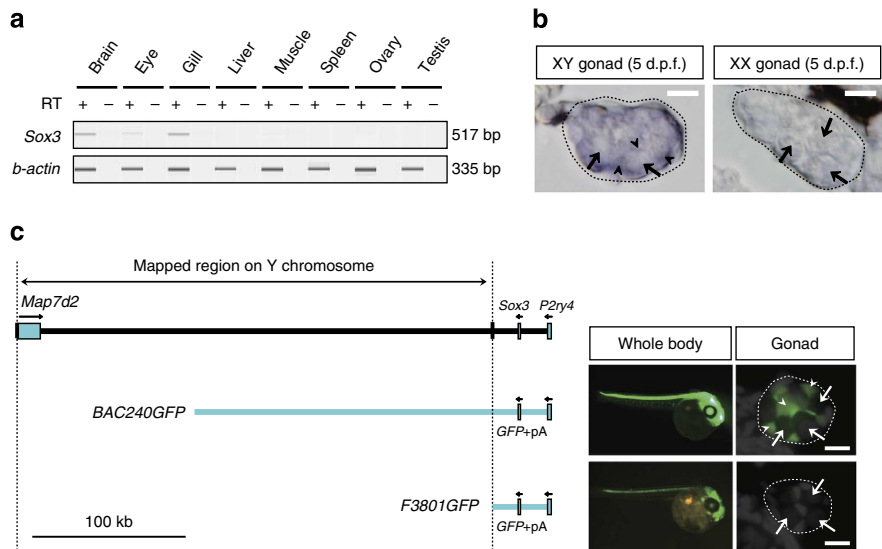 a
Brain Eye Gill Liver Muscle Spleen Ovary Testis
RT + − + − + − + − + − + − + − + −
Sox3 517 bp
b-actin 335 bp
b
XY gonad (5 d.p.f.) XX gonad (5 d.p.f.)
c
Mapped region on Y chromosome
Map7d2 Sox3 P2ry4
Whole body Gonad
BAC240GFP
GFP+pA
F3801GFP
GFP+pA
100 kb